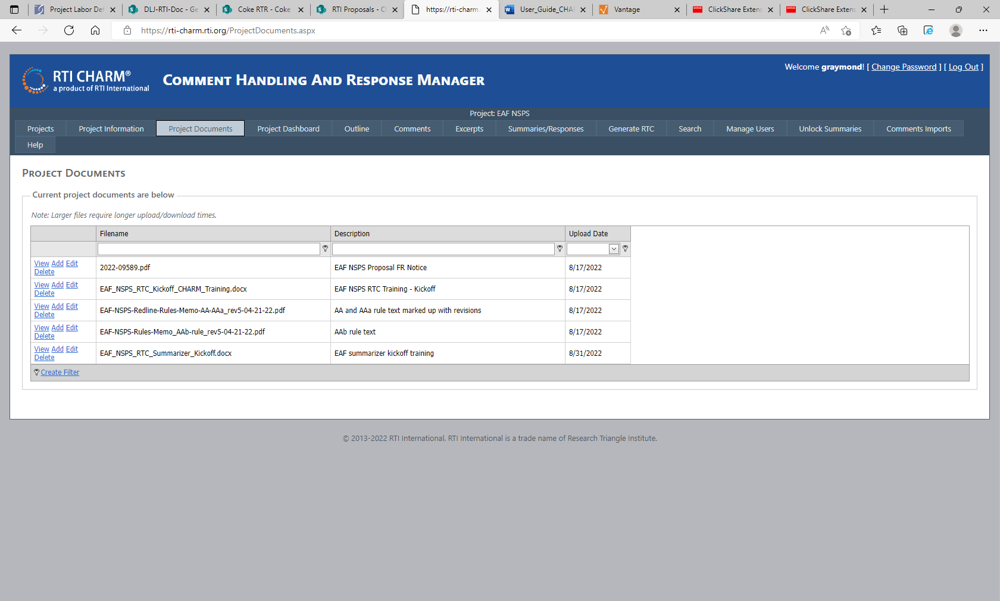 Project Labor Def
DLJ-RTI-Doc - Ge
Coke RTR - Coke
RTI Proposals - CO
https://rti-charm.
User_Guide_CHA
Vantage
ClickShare Extens
ClickShare Extens
https://rti-charm.rti.org/ProjectDocuments.aspx
RTI CHARM®
a product of RTI International
Comment Handling And Response Manager
Welcome graymond! [ Change Password ] [ Log Out ]
Project: EAF NSPS
Projects Project Information Project Documents Project Dashboard Outline Comments Excerpts Summaries/Responses Generate RTC Search Manage Users Unlock Summaries Comments Imports
Help
Project Documents
Current project documents are below
Note: Larger files require longer upload/download times.
Filename Description Upload Date
View Add Edit Delete 2022-09589.pdf EAF NSPS Proposal FR Notice 8/17/2022
View Add Edit Delete EAF_NSPS_RTC_Kickoff_CHARM_Training.docx EAF NSPS RTC Training - Kickoff 8/17/2022
View Add Edit Delete EAF-NSPS-Redline-Rules-Memo-AA-AAa_rev5-04-21-22.pdf AA and AAa rule text marked up with revisions 8/17/2022
View Add Edit Delete EAF-NSPS-Rules-Memo_AAb-rule_rev5-04-21-22.pdf AAb rule text 8/17/2022
View Add Edit Delete EAF_NSPS_RTC_Summarizer_Kickoff.docx EAF summarizer kickoff training 8/31/2022
Create Filter
© 2013-2022 RTI International. RTI International is a trade name of Research Triangle Institute.